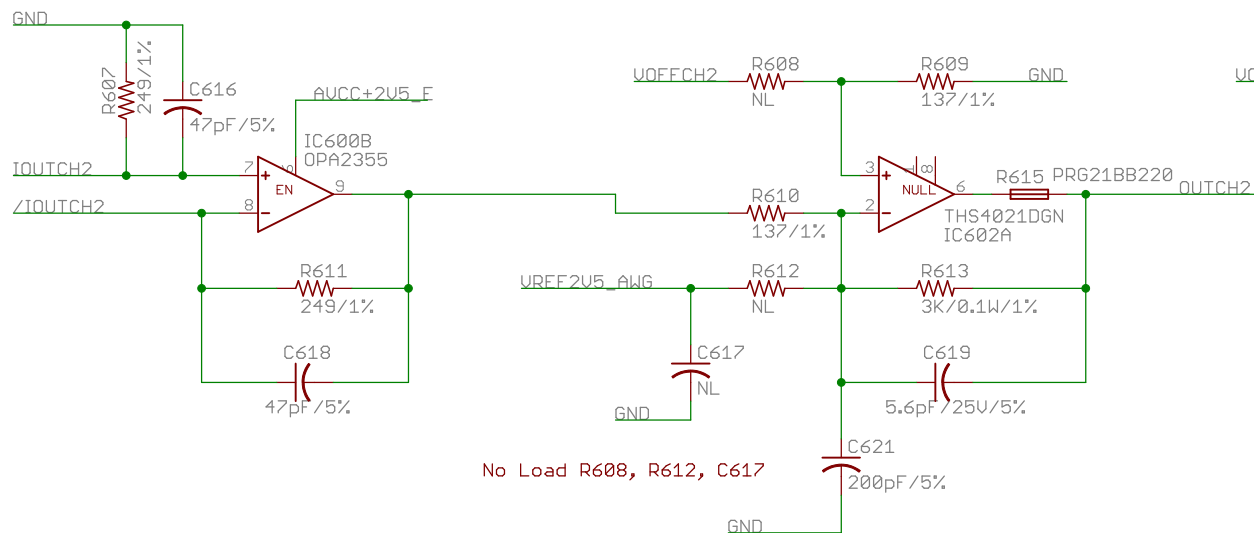 GND
R607
249/1%
C616
47pF/5%
AVCC+2V5_F
IC600B
OPA2355
IOUTCH2
7
+
EN
9
/IOUTCH2
8
-
R611
249/1%
C618
47pF/5%
VOFFCH2
R608
NL
R609
137/1%
GND
3
+
1
8
NULL
6
2
-
R615
PRG21BB220
OUTCH2
THS4021DGN
IC602A
R610
137/1%
VREF2V5_AWG
R612
NL
R613
3K/0.1W/1%
C617
NL
GND
C619
5.6pF/25V/5%
C621
200pF/5%
GND
No Load R608, R612, C617